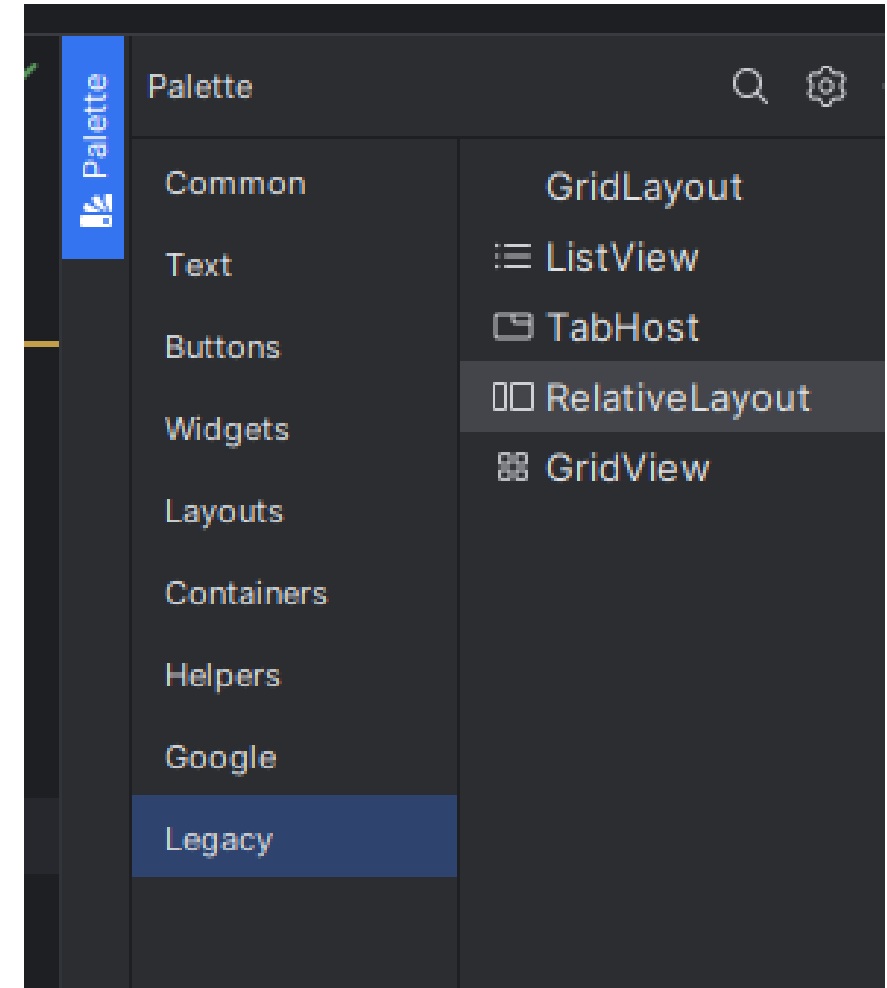 Palette
Palette
Common
Text
Buttons
Widgets
Layouts
Containers
Helpers
Google
Legacy
GridLayout
ListView
TabHost
RelativeLayout
GridView